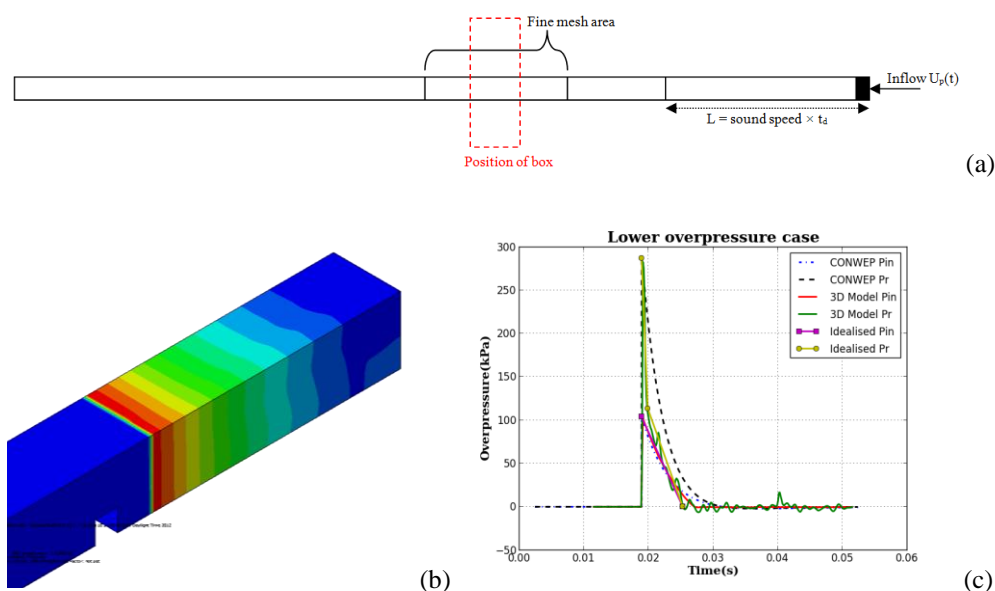 Fine mesh area
Inflow Up(t)
L = sound speed × td
Position of box
(a)
Lower overpressure case
300
250
200
150
100
50
0
−50
Overpressure(kPa)
CONWEP Pin
CONWEP Pr
3D Model Pin
3D Model Pr
Idealised Pin
Idealised Pr
0.00 0.01 0.02 0.03 0.04 0.05 0.06
Time(s)
(b)
(c)